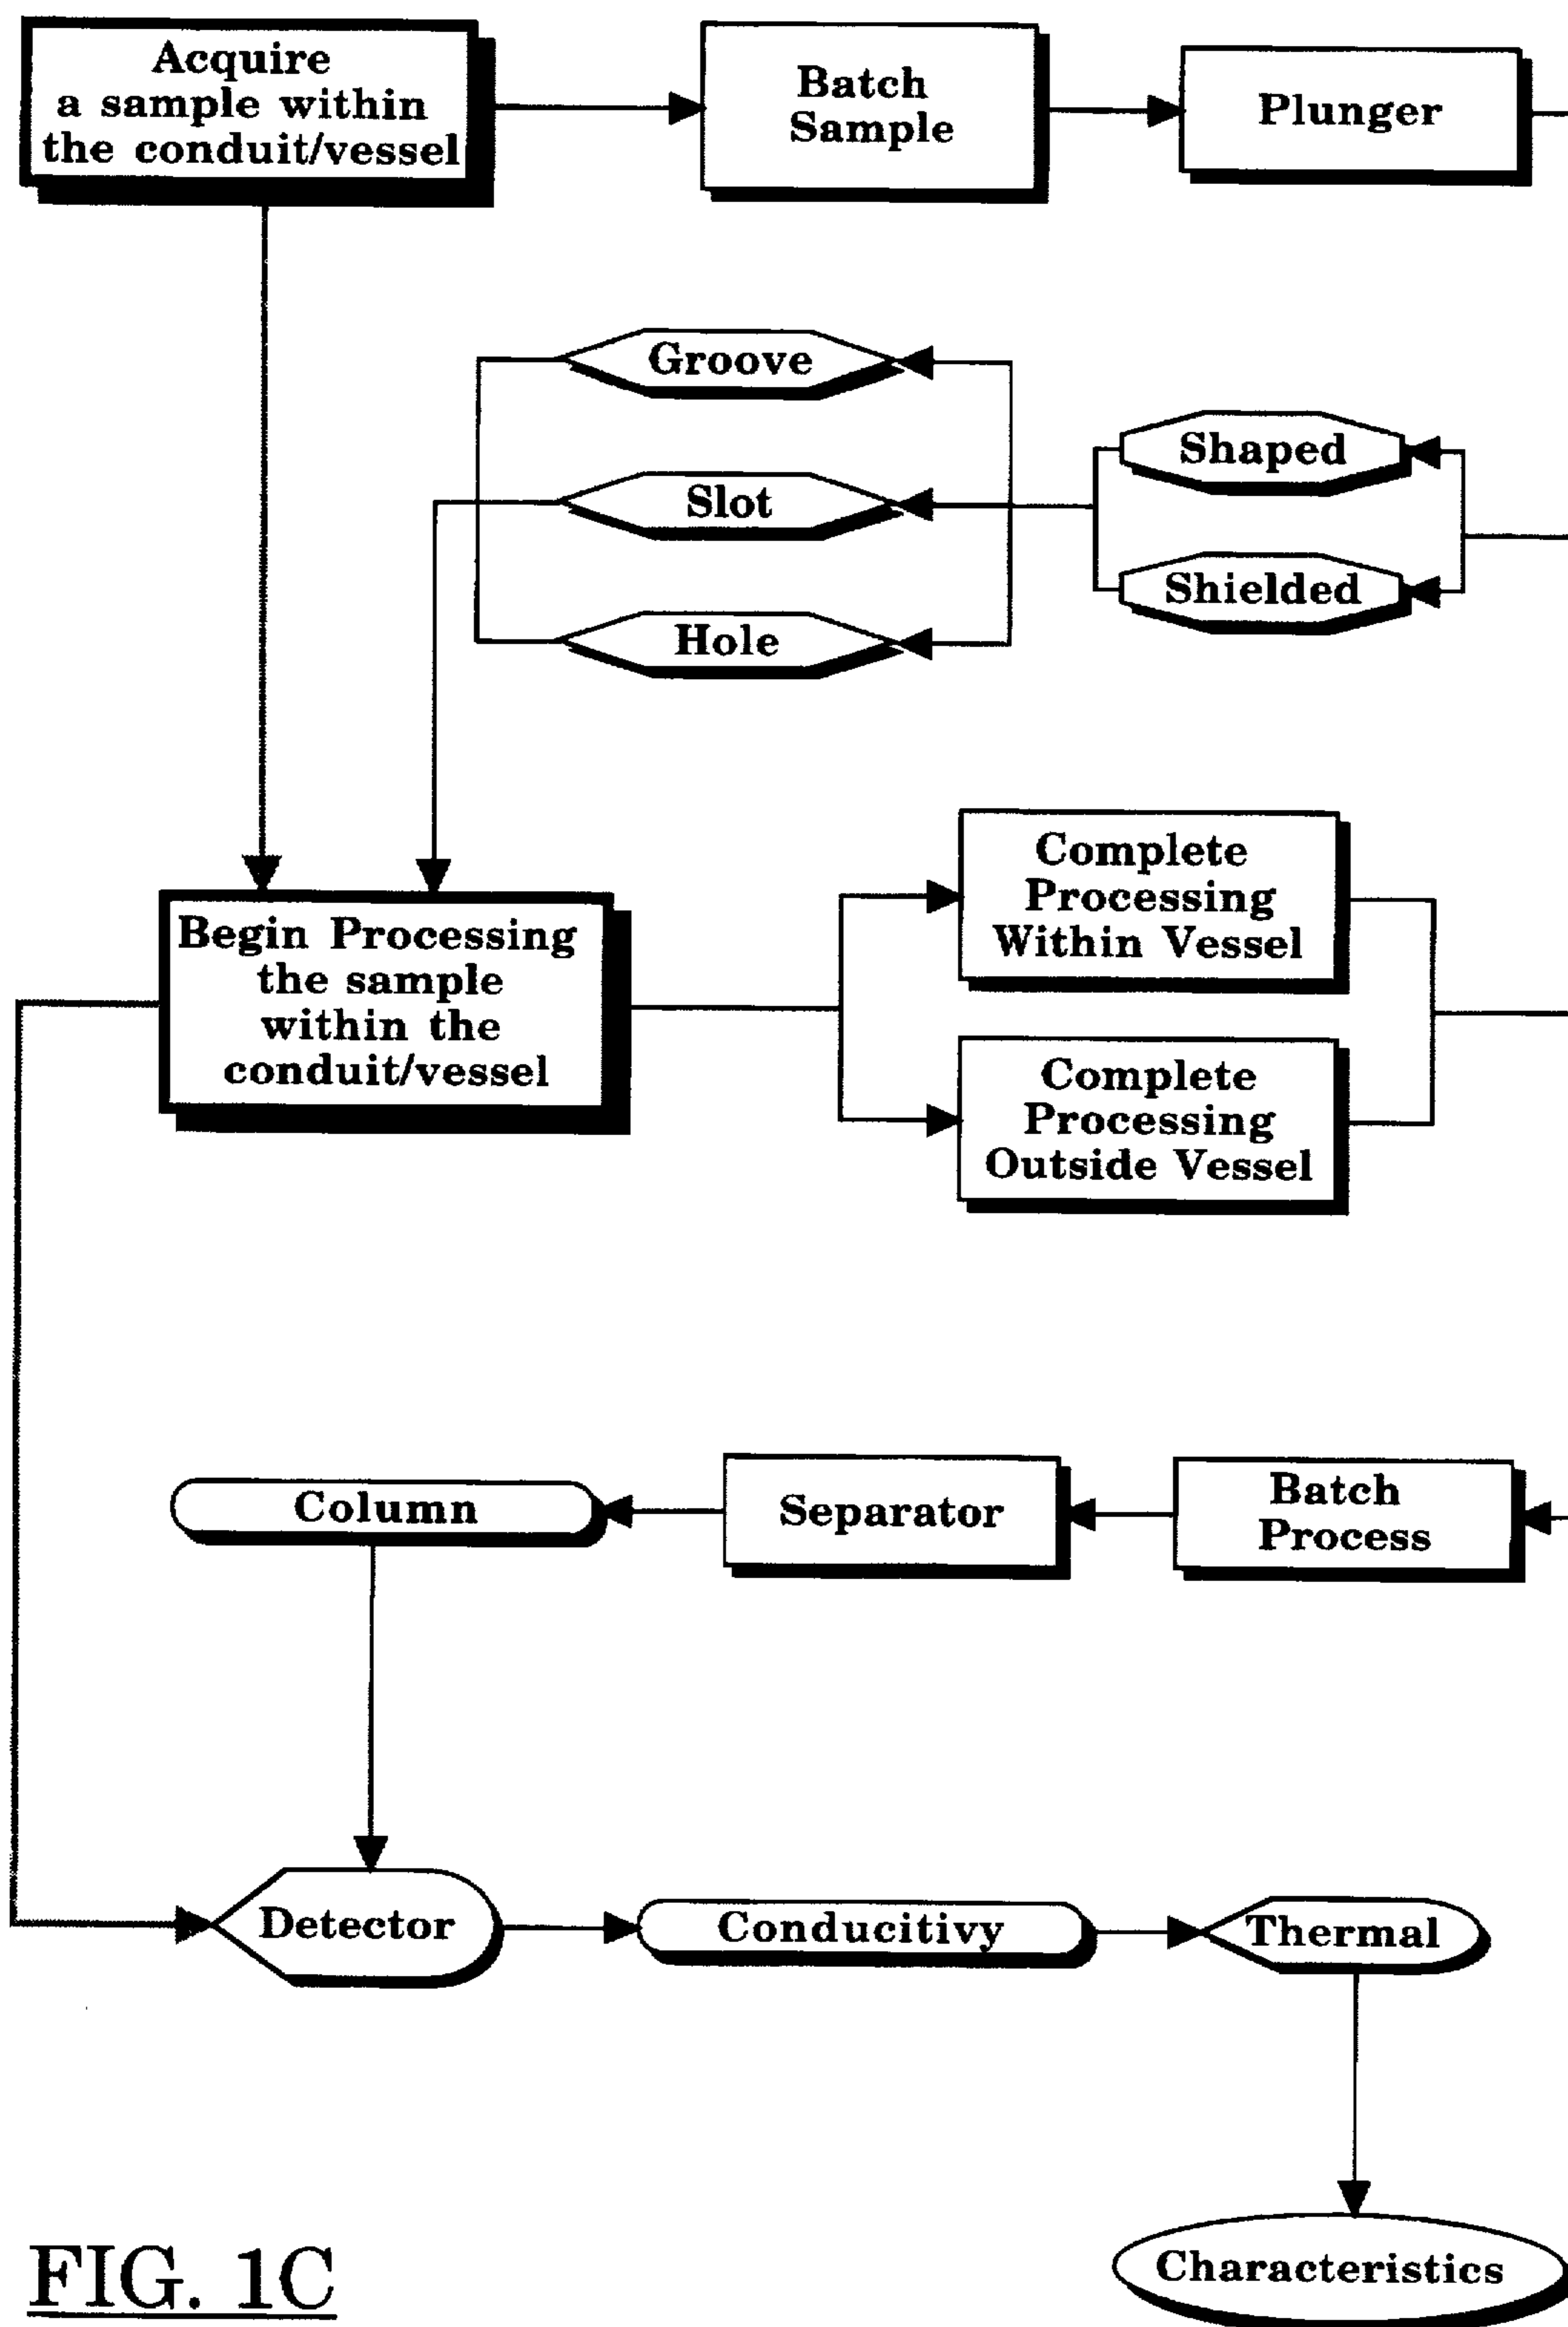 Acquire
a sample within
the conduit/vessel
Batch
Sample
Plunger
Groove
Slot
Hole
Shaped
Shielded
Begin Processing
the sample
within the
conduit/vessel
Complete
Processing
Within Vessel
Complete
Processing
Outside Vessel
Column
Separator
Batch
Process
Detector
Conducitivy
Thermal
Characteristics
FIG. 1C